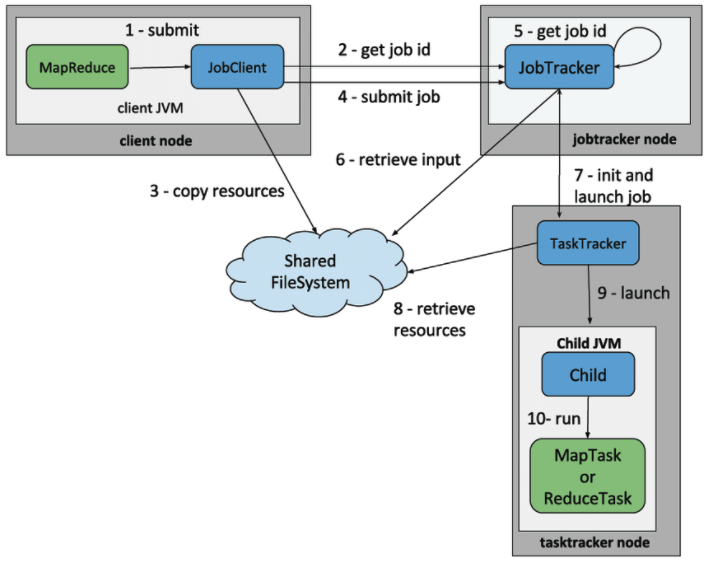 1 - submit
MapReduce
JobClient
client JVM
client node
2 - get job id
4 - submit job
5 - get job id
JobTracker
jobtracker node
3 - copy resources
6 - retrieve input
7 - init and
launch job
Shared
FileSystem
8 - retrieve
resources
TaskTracker
9 - launch
Child JVM
Child
10- run
MapTask
or
ReduceTask
tasktracker node